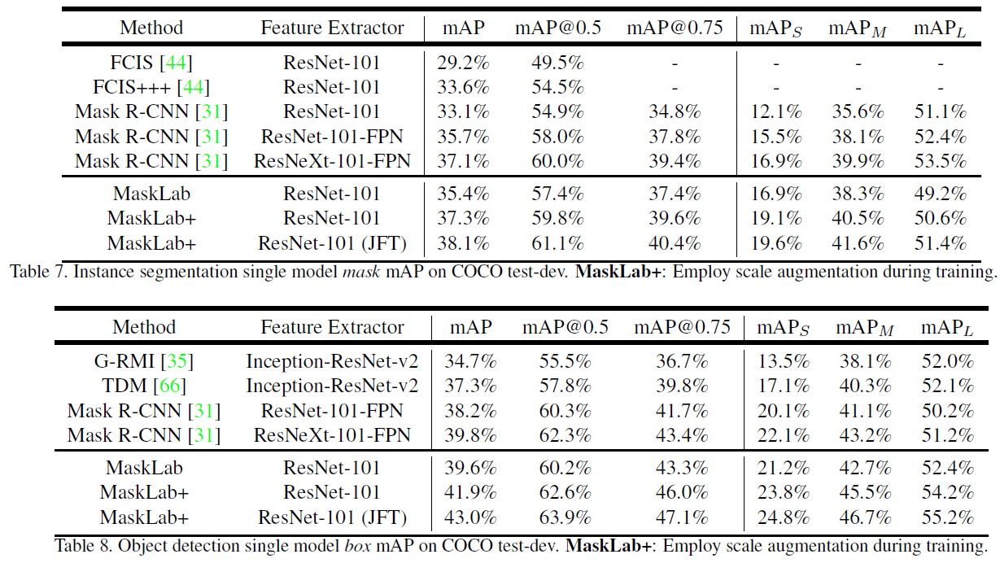 Method Feature Extractor mAP mAP@0.5 mAP@0.75 mAP_S mAP_M mAP_L
FCIS [44] ResNet-101 29.2% 49.5% - - - -
FCIS+++ [44] ResNet-101 33.6% 54.5% - - - -
Mask R-CNN [31] ResNet-101 33.1% 54.9% 34.8% 12.1% 35.6% 51.1%
Mask R-CNN [31] ResNet-101-FPN 35.7% 58.0% 37.8% 15.5% 38.1% 52.4%
Mask R-CNN [31] ResNeXt-101-FPN 37.1% 60.0% 39.4% 16.9% 39.9% 53.5%
MaskLab ResNet-101 35.4% 57.4% 37.4% 16.9% 38.3% 49.2%
MaskLab+ ResNet-101 37.3% 59.8% 39.6% 19.1% 40.5% 50.6%
MaskLab+ ResNet-101 (JFT) 38.1% 61.1% 40.4% 19.6% 41.6% 51.4%
Table 7. Instance segmentation single model mask mAP on COCO test-dev. MaskLab+: Employ scale augmentation during training.
Method Feature Extractor mAP mAP@0.5 mAP@0.75 mAP_S mAP_M mAP_L
G-RMI [35] Inception-ResNet-v2 34.7% 55.5% 36.7% 13.5% 38.1% 52.0%
TDM [66] Inception-ResNet-v2 37.3% 57.8% 39.8% 17.1% 40.3% 52.1%
Mask R-CNN [31] ResNet-101-FPN 38.2% 60.3% 41.7% 20.1% 41.1% 50.2%
Mask R-CNN [31] ResNeXt-101-FPN 39.8% 62.3% 43.4% 22.1% 43.2% 51.2%
MaskLab ResNet-101 39.6% 60.2% 43.3% 21.2% 42.7% 52.4%
MaskLab+ ResNet-101 41.9% 62.6% 46.0% 23.8% 45.5% 54.2%
MaskLab+ ResNet-101 (JFT) 43.0% 63.9% 47.1% 24.8% 46.7% 55.2%
Table 8. Object detection single model box mAP on COCO test-dev. MaskLab+: Employ scale augmentation during training.